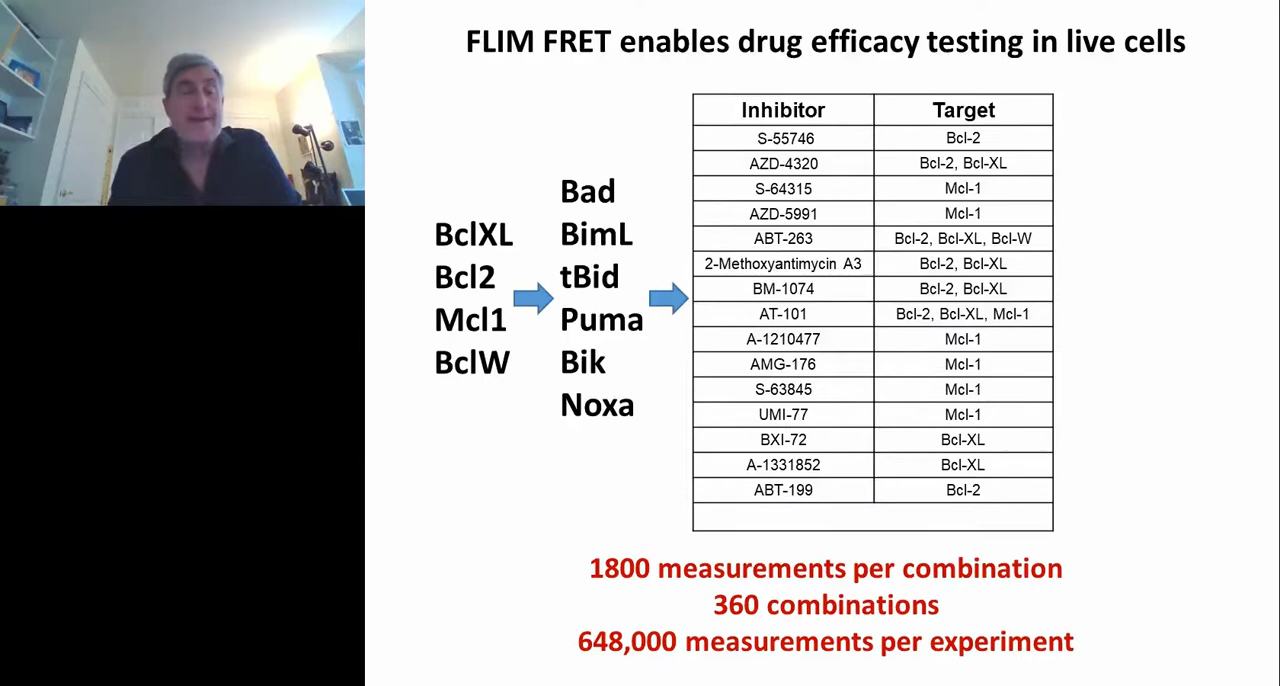 FLIM FRET enables drug efficacy testing in live cells
BclXL
Bcl2
Mcl1
BclW
Bad
BimL
tBid
Puma
Bik
Noxa
Inhibitor Target
S-55746 Bcl-2
AZD-4320 Bcl-2, Bcl-XL
S-64315 Mcl-1
AZD-5991 Mcl-1
ABT-263 Bcl-2, Bcl-XL, Bcl-W
2-Methoxyantimycin A3 Bcl-2, Bcl-XL
BM-1074 Bcl-2, Bcl-XL
AT-101 Bcl-2, Bcl-XL, Mcl-1
A-1210477 Mcl-1
AMG-176 Mcl-1
S-63845 Mcl-1
UMI-77 Mcl-1
BXI-72 Bcl-XL
A-1331852 Bcl-XL
ABT-199 Bcl-2
1800 measurements per combination
360 combinations
648,000 measurements per experiment